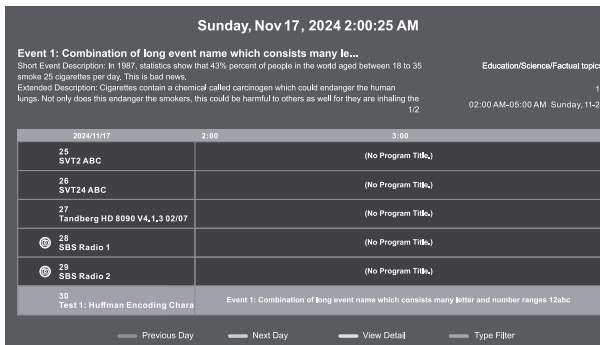 Sunday, Nov 17, 2024 2:00:25 AM
Event 1: Combination of long event name which consists many le...
Short Event Description: In 1987, statistics show that 43% percent of people in the world aged between 18 to 35
smoke 25 cigarettes per day. This is bad news.
Extended Description: Cigarettes contain a chemical called carcinogen which could endanger the human
lungs. Not only does this endanger the smokers, this could be harmful to others as well for they are inhaling the
1/2
Education/Science/Factual topics
02:00 AM-05:00 AM Sunday, 11-2
2024/11/17 2:00 3:00
25
SVT2 ABC
(No Program Title.)
26
SVT24 ABC
(No Program Title.)
27
Tandberg HD 8090 V4.1.3 02/07
(No Program Title.)
28
SBS Radio 1
(No Program Title.)
29
SBS Radio 2
(No Program Title.)
30
Test 1: Huffman Encoding Chara
Event 1: Combination of long event name which consists many letter and number ranges 12abc
Previous Day Next Day View Detail Type Filter